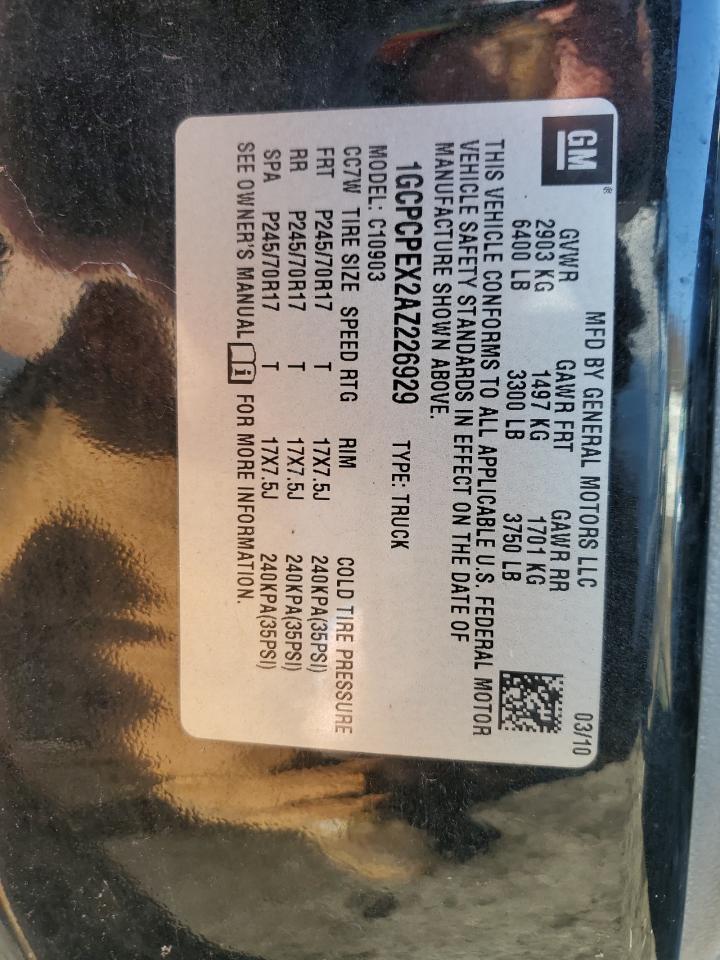 GM®
MFD BY GENERAL MOTORS LLC 03/10
GVWR GAWR FRT GAWR RR
2903 KG 1497 KG 1701 KG
6400 LB 3300 LB 3750 LB
THIS VEHICLE CONFORMS TO ALL APPLICABLE U.S. FEDERAL MOTOR
VEHICLE SAFETY STANDARDS IN EFFECT ON THE DATE OF
MANUFACTURE SHOWN ABOVE.
1GCPCPEX2AZ226929 TYPE: TRUCK
MODEL: C10903
CC7W TIRE SIZE SPEED RTG RIM COLD TIRE PRESSURE
FRT P245/70R17 T 17X7.5J 240KPA(35PSI)
RR P245/70R17 T 17X7.5J 240KPA(35PSI)
SPA P245/70R17 T 17X7.5J 240KPA(35PSI)
SEE OWNER'S MANUAL i FOR MORE INFORMATION.